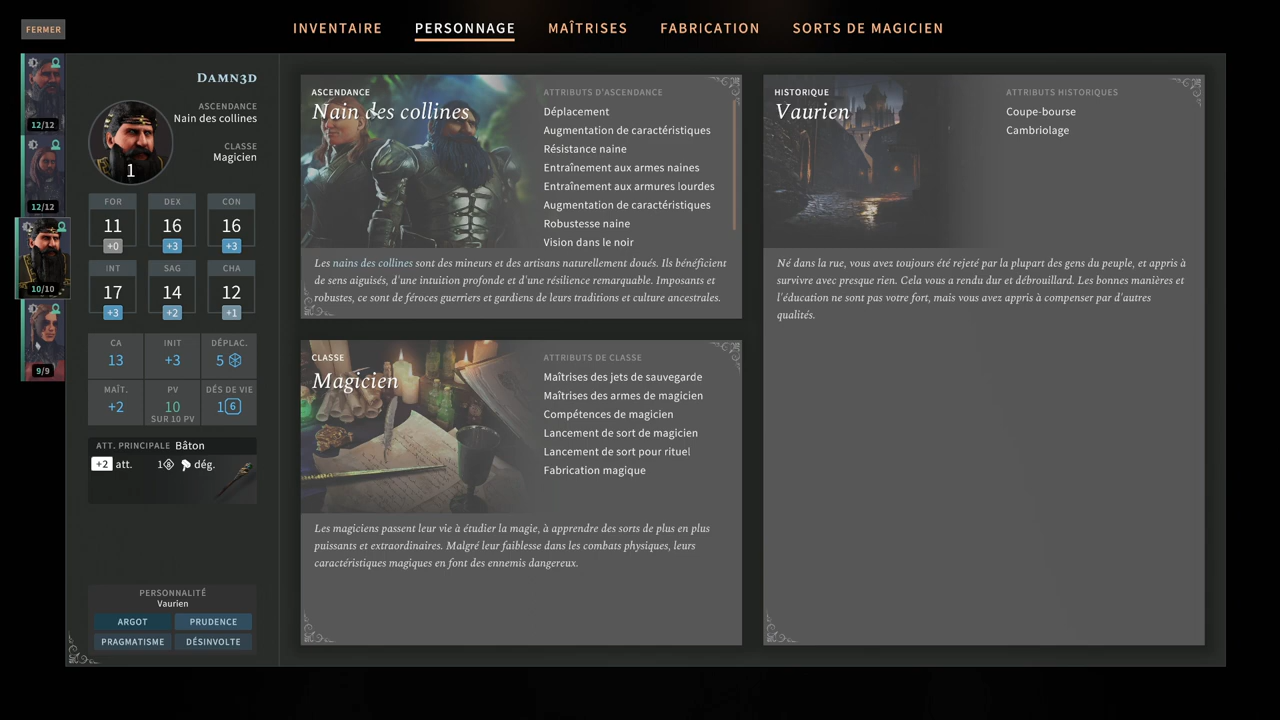 FERMER
INVENTAIRE PERSONNAGE MAÎTRISES FABRICATION SORTS DE MAGICIEN
12/12
12/12
10/10
9/9
Damn3d
ASCENDANCE
Nain des collines
CLASSE
Magicien
1
FOR DEX CON
11 16 16
+0 +3 +3
INT SAG CHA
17 14 12
+3 +2 +1
CA INIT DÉPLAC.
13 +3 5
MAÎT. PV DÉS DE VIE
+2 10 1 6
SUR 10 PV
ATT. PRINCIPALE Bâton
+2 att. 1 8 dég.
PERSONNALITÉ
Vaurien
ARGOT PRUDENCE
PRAGMATISME DÉSINVOLTE
ASCENDANCE
Nain des collines
ATTRIBUTS D'ASCENDANCE
Déplacement
Augmentation de caractéristiques
Résistance naine
Entraînement aux armes naines
Entraînement aux armures lourdes
Augmentation de caractéristiques
Robustesse naine
Vision dans le noir
Les nains des collines sont des mineurs et des artisans naturellement doués. Ils bénéficient
de sens aiguisés, d'une intuition profonde et d'une résilience remarquable. Imposants et
robustes, ce sont de féroces guerriers et gardiens de leurs traditions et culture ancestrales.
CLASSE
Magicien
ATTRIBUTS DE CLASSE
Maîtrises des jets de sauvegarde
Maîtrises des armes de magicien
Compétences de magicien
Lancement de sort de magicien
Lancement de sort pour rituel
Fabrication magique
Les magiciens passent leur vie à étudier la magie, à apprendre des sorts de plus en plus
puissants et extraordinaires. Malgré leur faiblesse dans les combats physiques, leurs
caractéristiques magiques en font des ennemis dangereux.
HISTORIQUE
Vaurien
ATTRIBUTS HISTORIQUES
Coupe-bourse
Cambriolage
Né dans la rue, vous avez toujours été rejeté par la plupart des gens du peuple, et appris à
survivre avec presque rien. Cela vous a rendu dur et débrouillard. Les bonnes manières et
l'éducation ne sont pas votre fort, mais vous avez appris à compenser par d'autres
qualités.